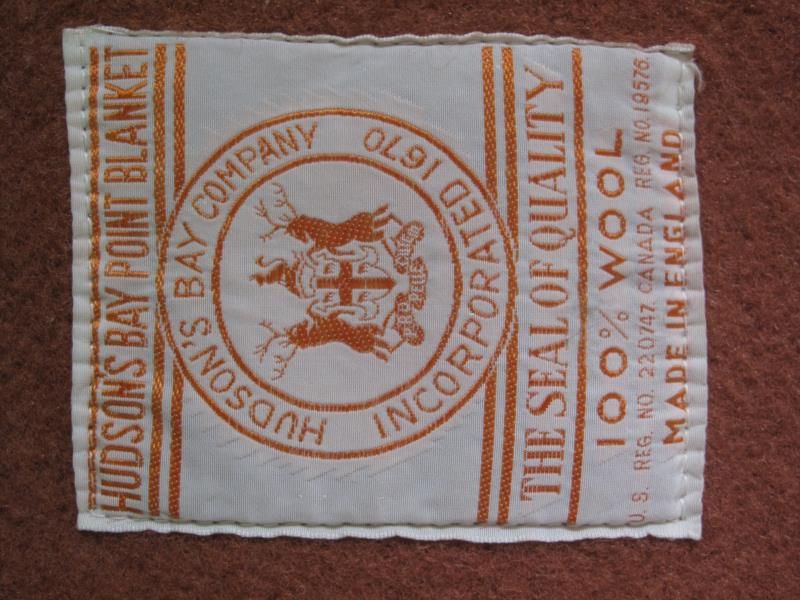 HUDSON'S BAY POINT BLANKET
HUDSON'S BAY COMPANY
INCORPORATED 1670
THE SEAL OF QUALITY
100% WOOL
U.S. REG. NO. 220747. CANADA REG. NO. 19576.
MADE IN ENGLAND